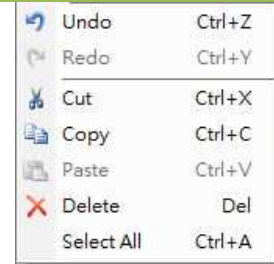 Undo Ctrl+Z
Redo Ctrl+Y
Cut Ctrl+X
Copy Ctrl+C
Paste Ctrl+V
Delete Del
Select All Ctrl+A